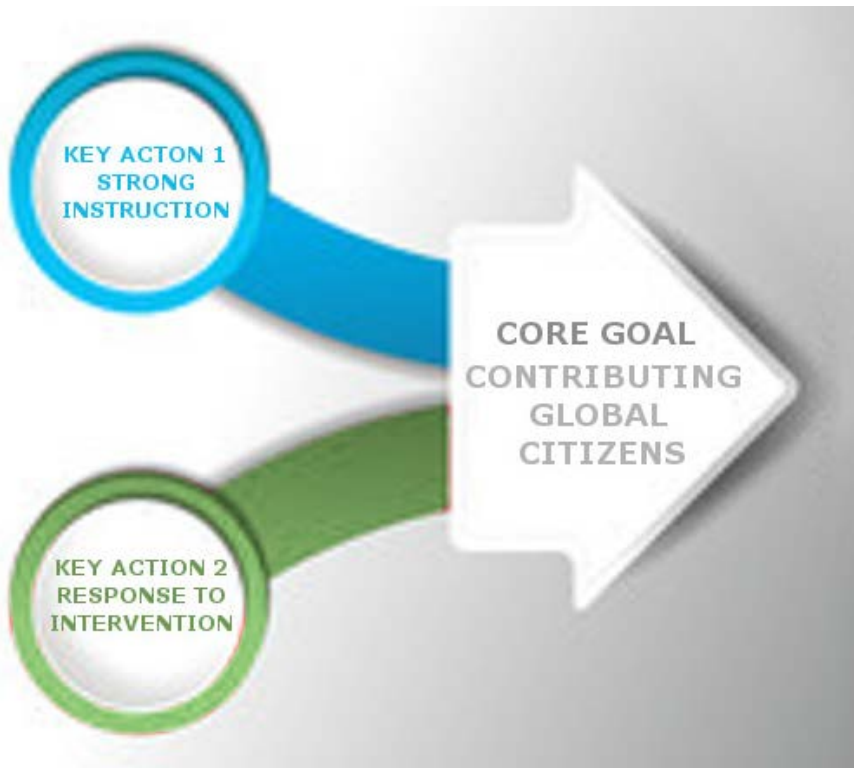 KEY ACTON 1
STRONG
INSTRUCTION
CORE GOAL
CONTRIBUTING
GLOBAL
CITIZENS
KEY ACTION 2
RESPONSE TO
INTERVENTION